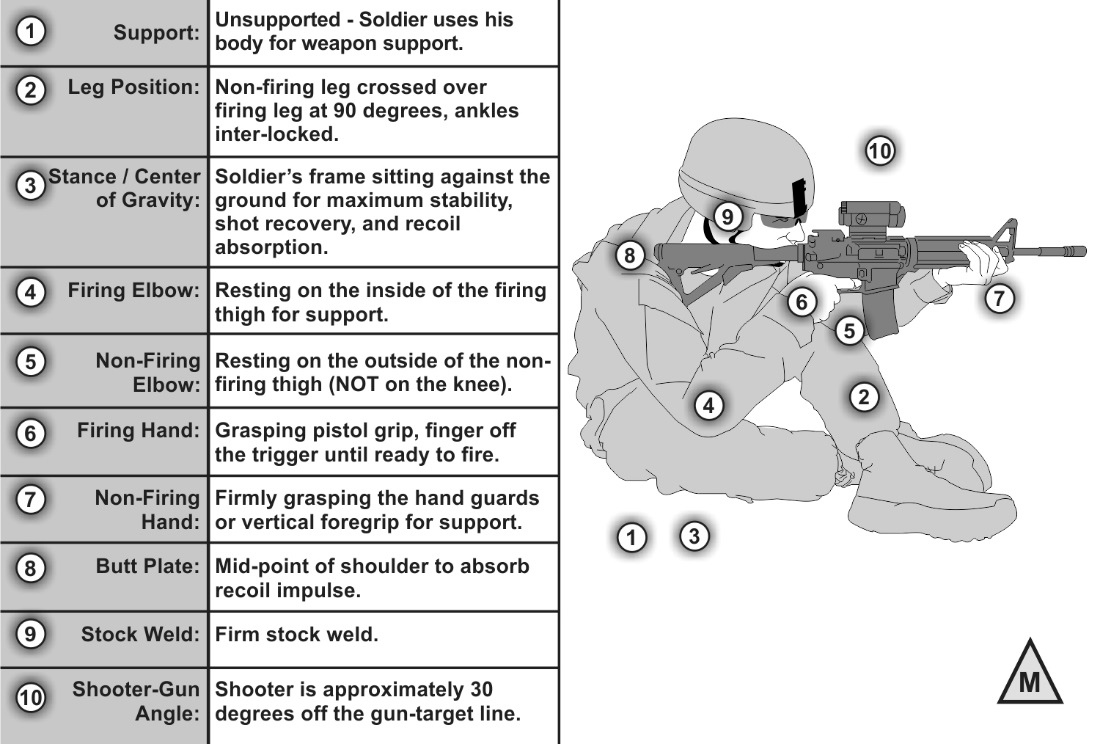 1 Support: Unsupported - Soldier uses his
body for weapon support.
2 Leg Position: Non-firing leg crossed over
firing leg at 90 degrees, ankles
inter-locked.
3 Stance / Center
of Gravity:
Soldier's frame sitting against the
ground for maximum stability,
shot recovery, and recoil
absorption.
4 Firing Elbow: Resting on the inside of the firing
thigh for support.
5 Non-Firing
Elbow:
Resting on the outside of the non-
firing thigh (NOT on the knee).
6 Firing Hand: Grasping pistol grip, finger off
the trigger until ready to fire.
7 Non-Firing
Hand:
Firmly grasping the hand guards
or vertical foregrip for support.
8 Butt Plate: Mid-point of shoulder to absorb
recoil impulse.
9 Stock Weld: Firm stock weld.
10 Shooter-Gun
Angle:
Shooter is approximately 30
degrees off the gun-target line.
10
9
8
6
7
5
4
2
1
3
M